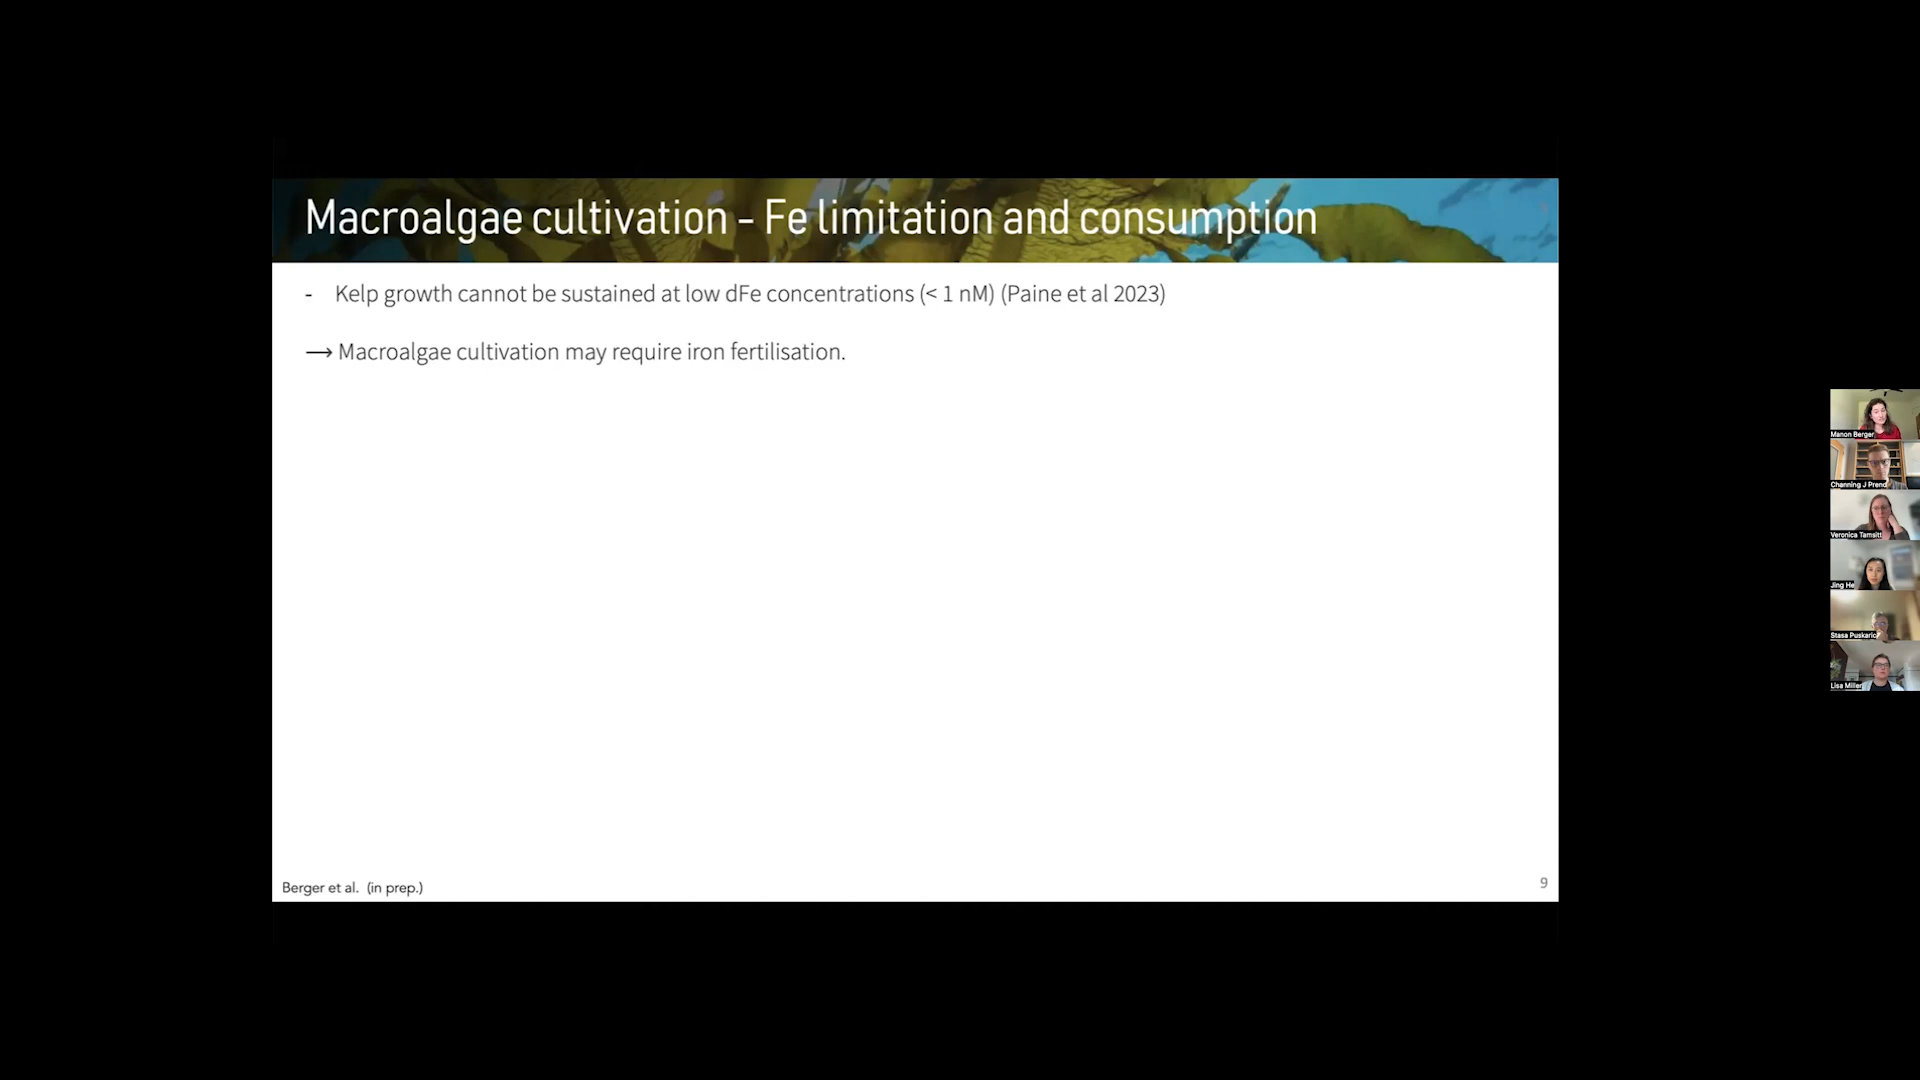 Macroalgae cultivation - Fe limitation and consumption
- Kelp growth cannot be sustained at low dFe concentrations (< 1 nM) (Paine et al 2023)
⟶ Macroalgae cultivation may require iron fertilisation.
Berger et al. (in prep.)
9
Manon Berger
Channing J Prend
Veronica Tamsitt
Jing He
Stasa Puskaric
Lisa Miller